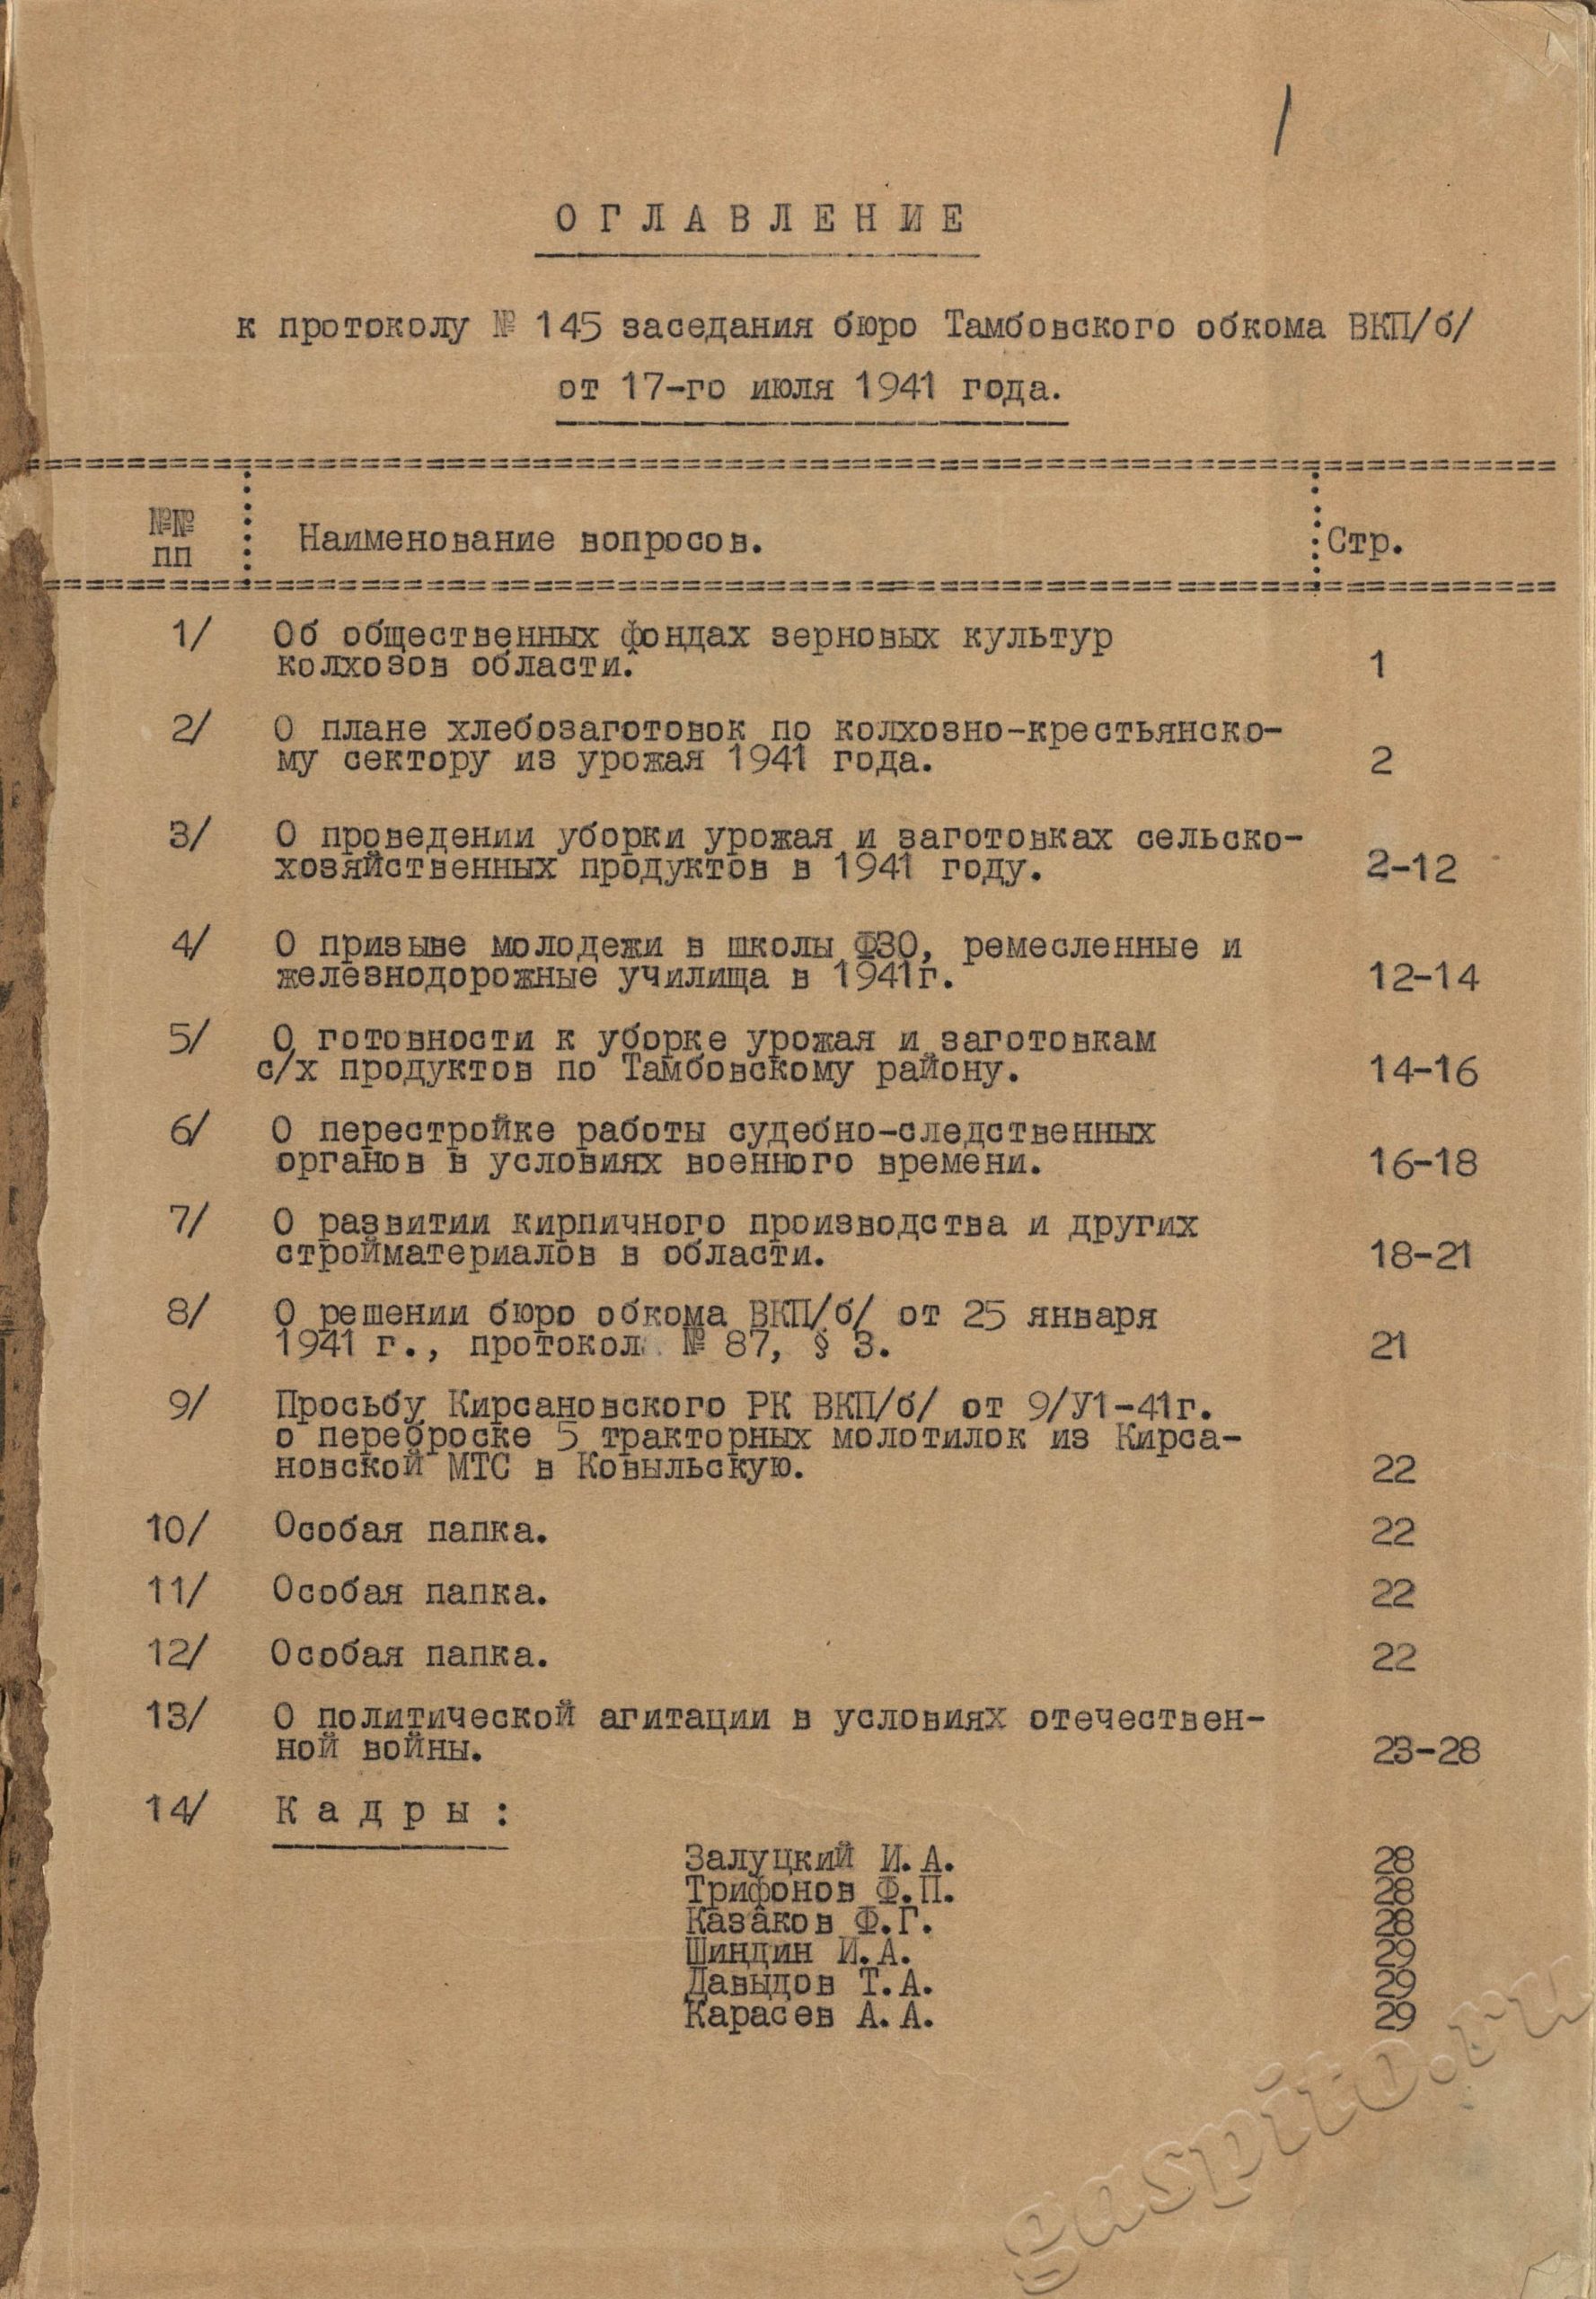 1
ОГЛАВЛЕНИЕ
к протоколу № 145 заседания бюро Тамбовского обкома ВКП/б/
от 17-го июля 1941 года.
№№ пп Наименование вопросов. Стр.
1/ Об общественных фондах зерновых культур
колхозов области. 1
2/ О плане хлебозаготовок по колхозно-крестьянско-
му сектору из урожая 1941 года. 2
3/ О проведении уборки урожая и заготовках сельско-
хозяйственных продуктов в 1941 году. 2-12
4/ О призыве молодежи в школы ФЗО, ремесленные и
железнодорожные училища в 1941г. 12-14
5/ О готовности к уборке урожая и заготовкам
с/х продуктов по Тамбовскому району. 14-16
6/ О перестройке работы судебно-следственных
органов в условиях военного времени. 16-18
7/ О развитии кирпичного производства и других
стройматериалов в области. 18-21
8/ О решении бюро обкома ВКП/б/ от 25 января
1941 г., протокол № 87, § 3. 21
9/ Просьбу Кирсановского РК ВКП/б/ от 9/У1-41г.
о переброске 5 тракторных молотилок из Кирса-
новской МТС в Ковыльскую. 22
10/ Особая папка. 22
11/ Особая папка. 22
12/ Особая папка. 22
13/ О политической агитации в условиях отечествен-
ной войны. 23-28
14/ Кадры:
Залуцкий И.А. 28
Трифонов Ф.П. 28
Казаков Ф.Г. 28
Шиндин И.А. 29
Давыдов Т.А. 29
Карасев А.А. 29
gaspito.ru